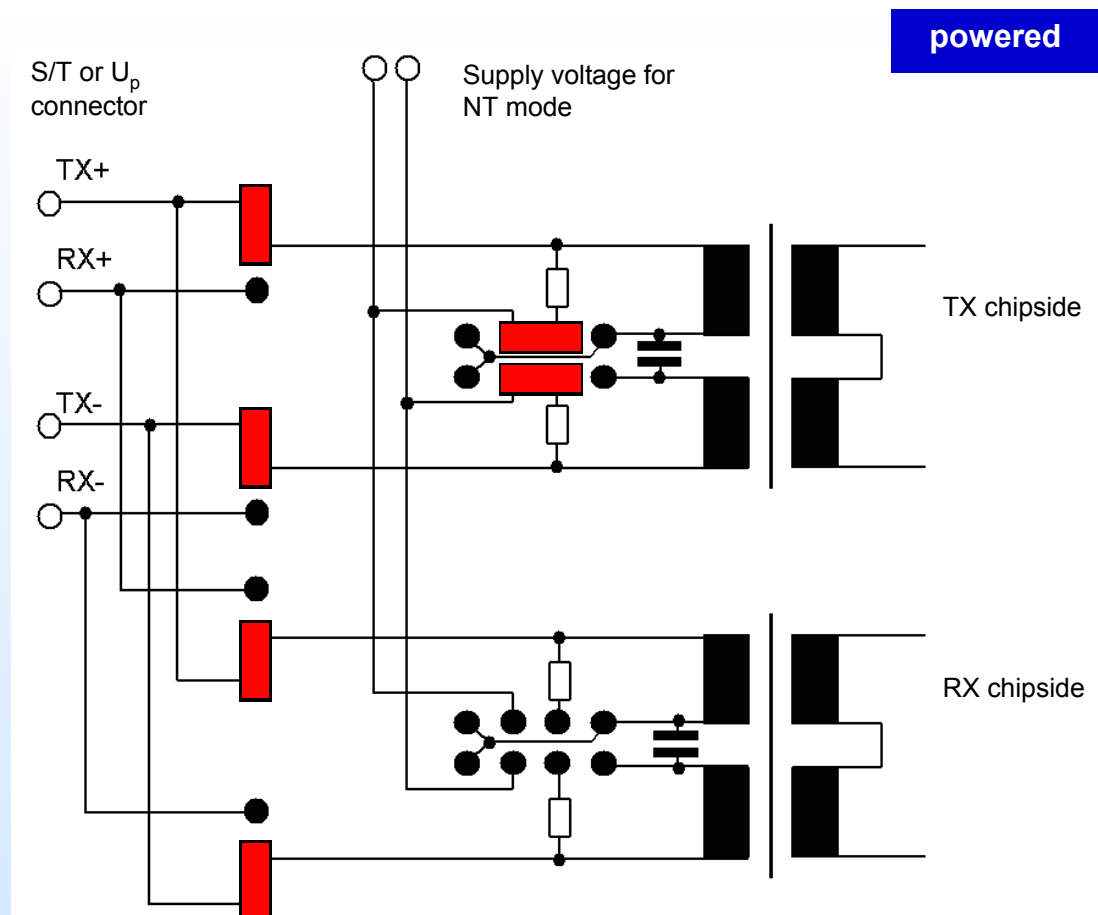 powered
S/T or Up
connector
Supply voltage for
NT mode
TX+
RX+
TX chipside
TX-
RX-
RX chipside